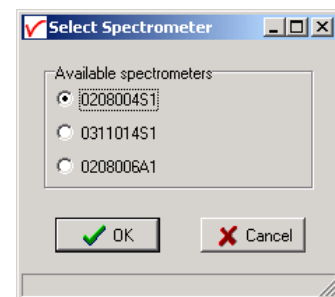 Select Spectrometer
Available spectrometers
0208004S1
0311014S1
0208006A1
OK
Cancel